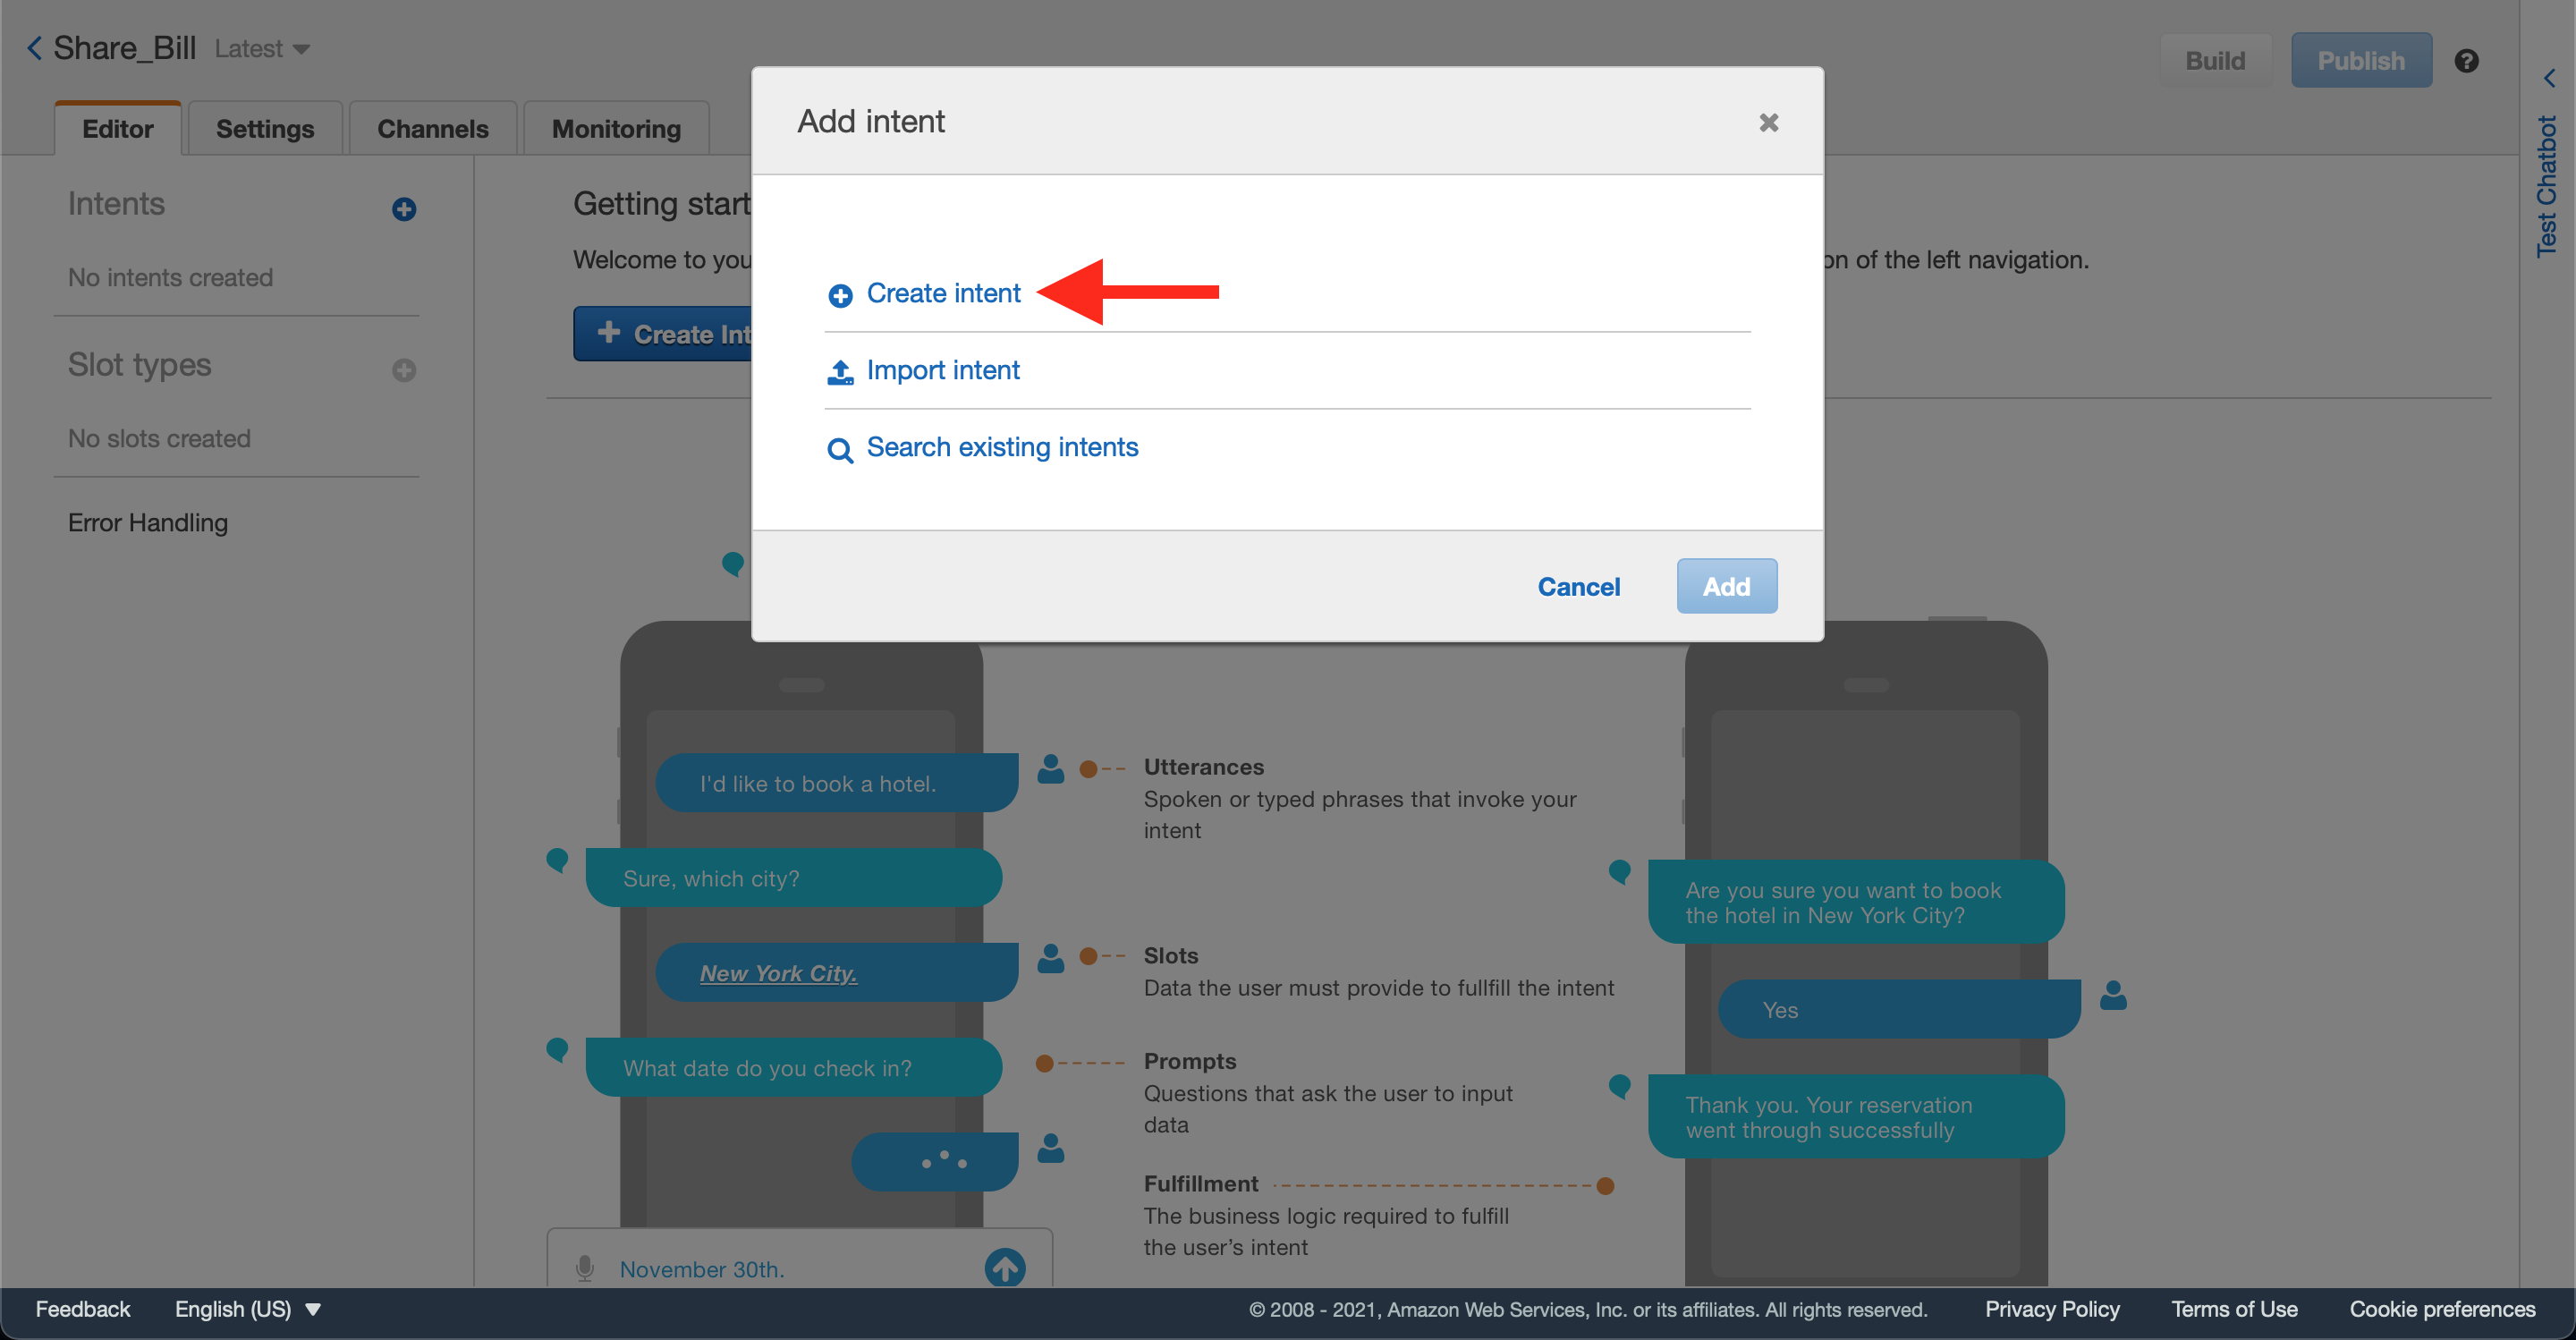 Share_Bill Latest
Build
Publish
Editor
Settings
Channels
Monitoring
Intents
No intents created
Slot types
No slots created
Error Handling
Getting start
Welcome to you
on of the left navigation.
Create Int
Add intent
Create intent
Import intent
Search existing intents
Cancel
Add
Test Chatbot
I'd like to book a hotel.
Sure, which city?
New York City.
What date do you check in?
November 30th.
Utterances
Spoken or typed phrases that invoke your
intent
Slots
Data the user must provide to fullfill the intent
Prompts
Questions that ask the user to input
data
Fulfillment
The business logic required to fulfill
the user's intent
Are you sure you want to book
the hotel in New York City?
Yes
Thank you. Your reservation
went through successfully
Feedback
English (US)
© 2008 - 2021, Amazon Web Services, Inc. or its affiliates. All rights reserved.
Privacy Policy
Terms of Use
Cookie preferences